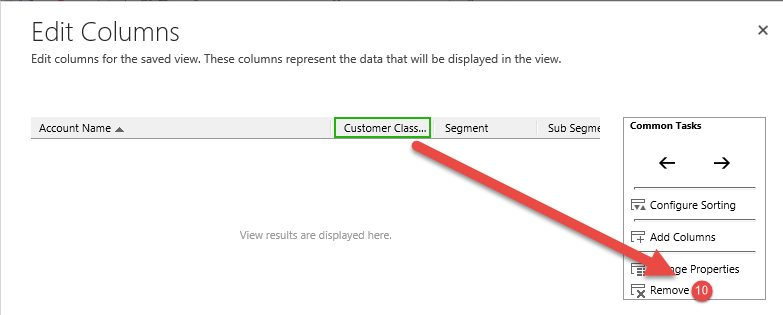 Edit Columns
Edit columns for the saved view. These columns represent the data that will be displayed in the view.
Account Name Customer Class... Segment Sub Segme
View results are displayed here.
Common Tasks
Configure Sorting
Add Columns
Properties
Remove 10